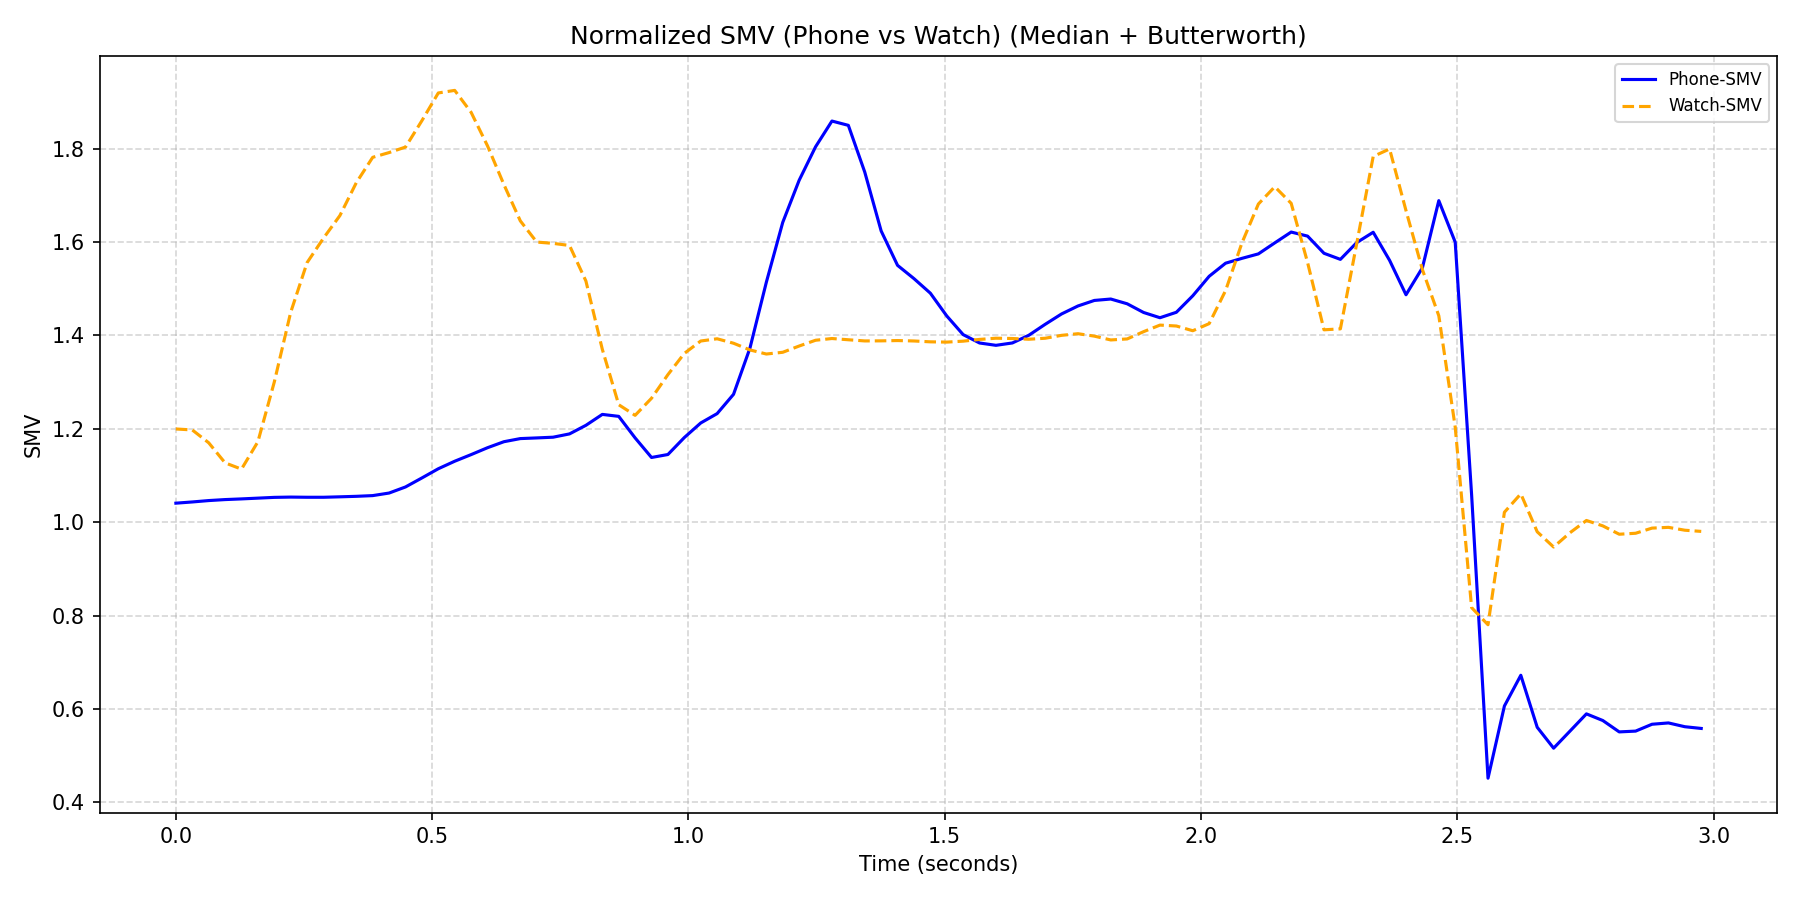 Normalized SMV (Phone vs Watch) (Median + Butterworth)
Phone-SMV
Watch-SMV
SMV
1.8
1.6
1.4
1.2
1.0
0.8
0.6
0.4
0.0 0.5 1.0 1.5 2.0 2.5 3.0
Time (seconds)